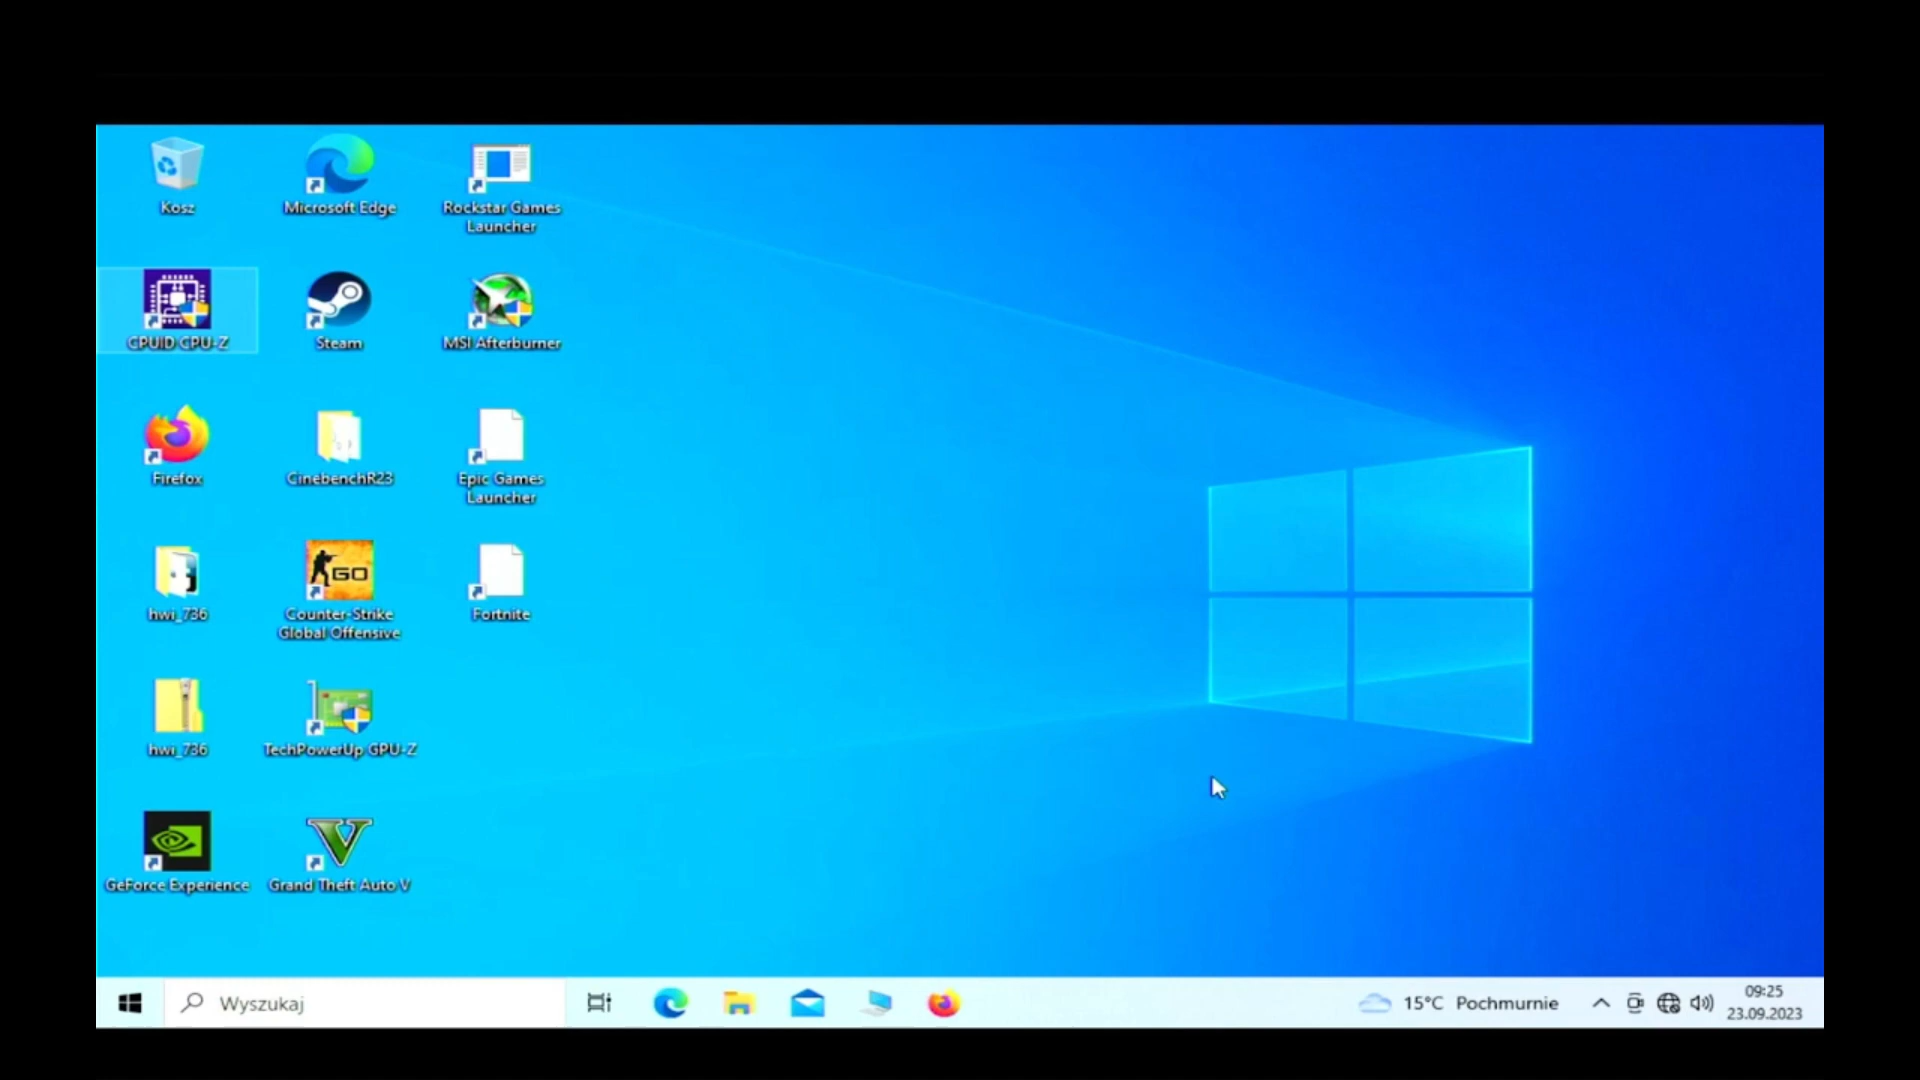 Kosz
Microsoft Edge
Rockstar Games
Launcher
CPUID CPU-Z
Steam
MSI Afterburner
Firefox
CinebenchR23
Epic Games
Launcher
hwi_736
GO
Counter-Strike
Global Offensive
Fortnite
hwi_736
TechPowerUp GPU-Z
GeForce Experience
V
Grand Theft Auto V
Wyszukaj
15°C Pochmurnie
09:25
23.09.2023